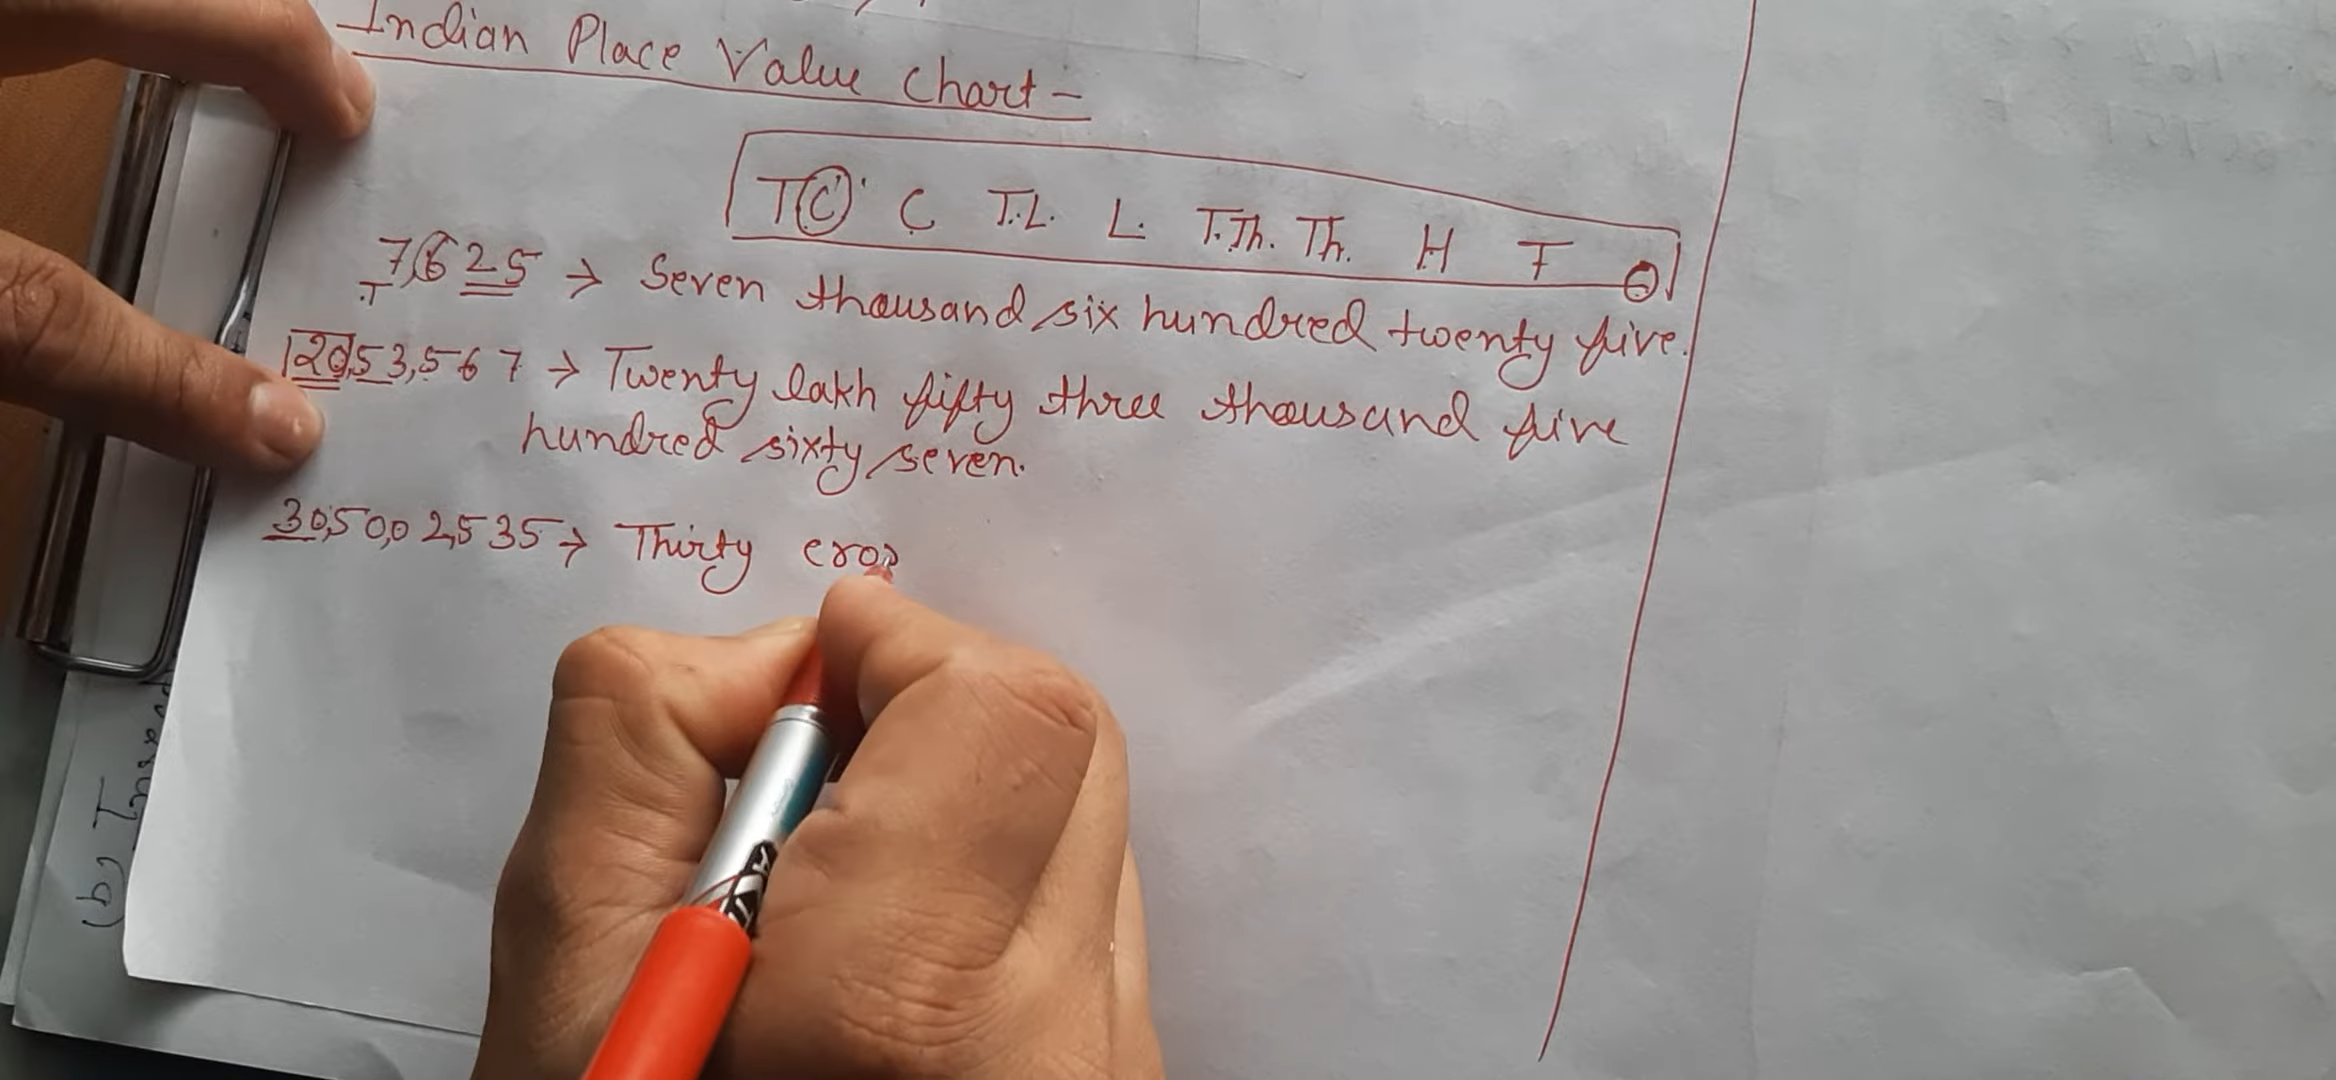 Indian Place Value Chart -
TC C T.L. L. T.Th. Th. H T O
7,625 → Seven thousand six hundred twenty five.
T
20,53,567 → Twenty lakh fifty three thousand five
hundred sixty seven.
30,50,02,535 → Thirty cror
(b)